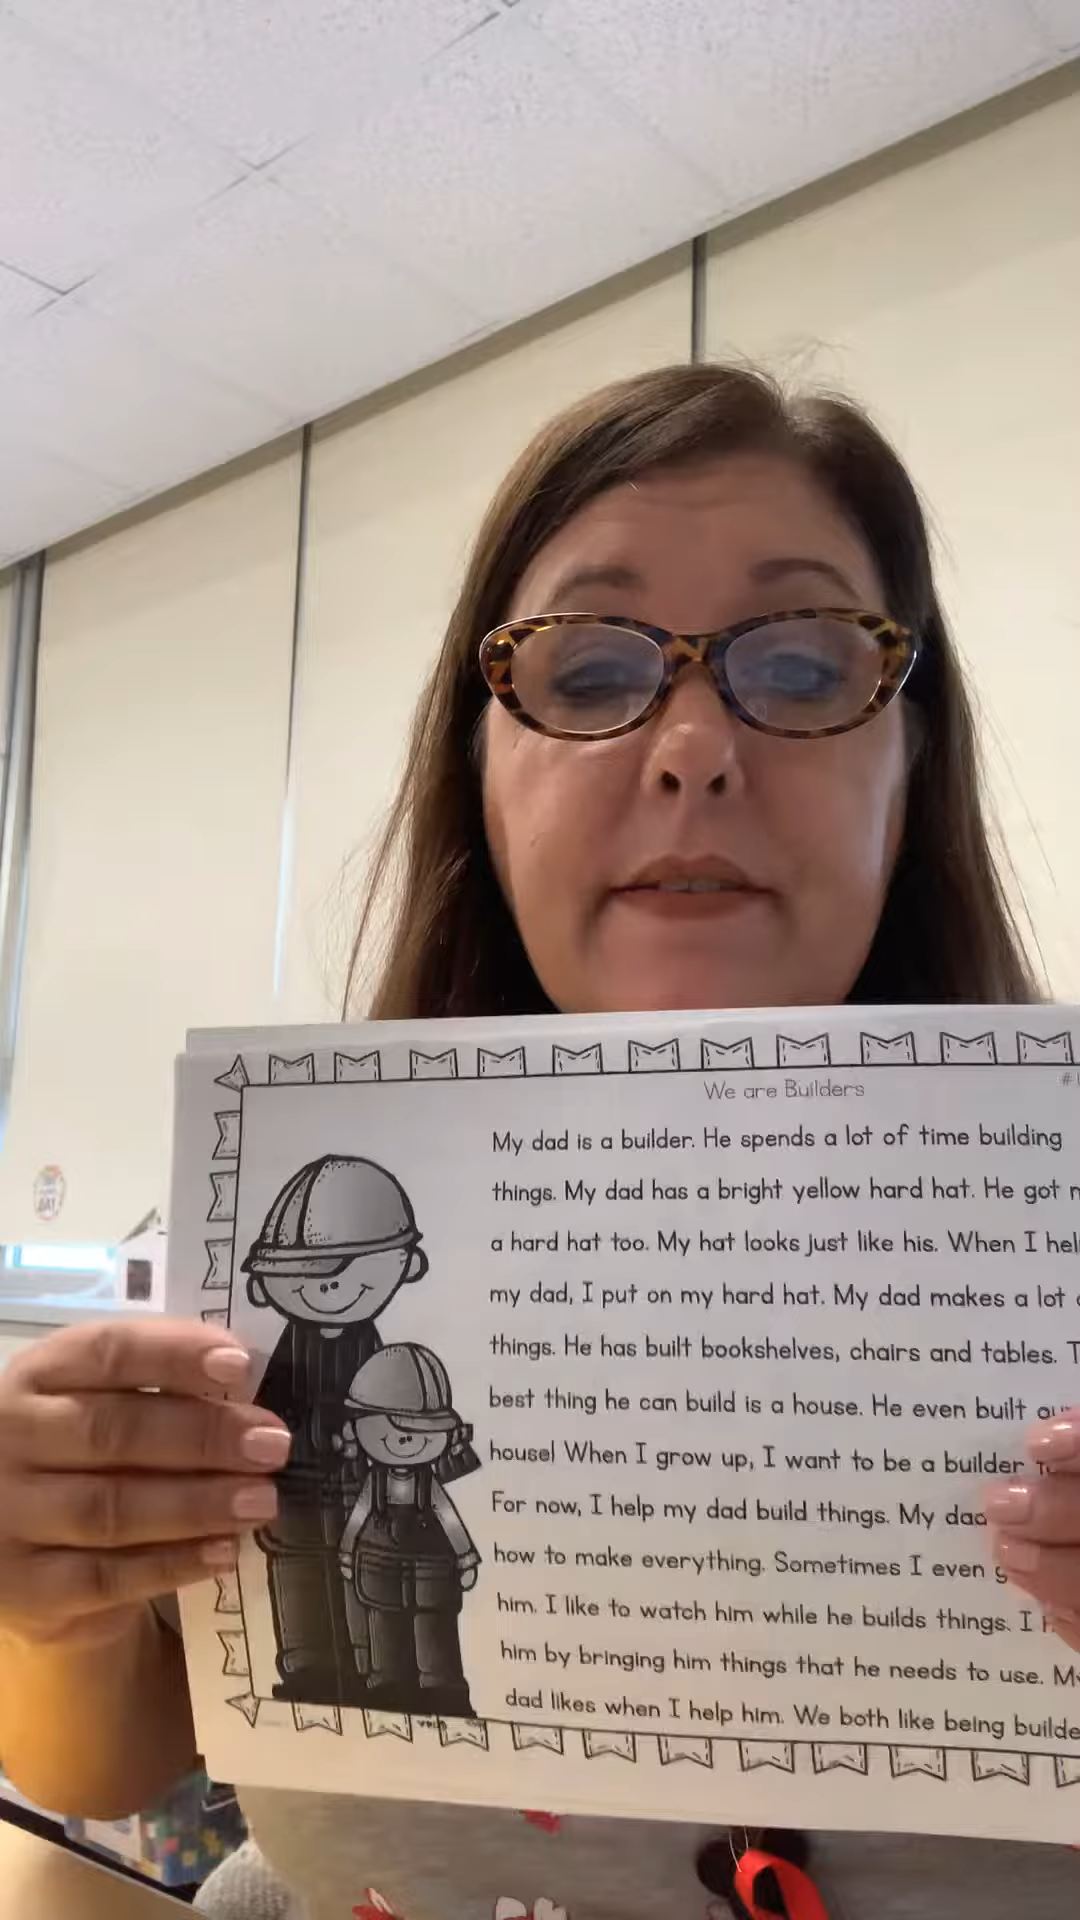 We are Builders
My dad is a builder. He spends a lot of time building
things. My dad has a bright yellow hard hat. He got
a hard hat too. My hat looks just like his. When I
my dad, I put on my hard hat. My dad makes a lot
things. He has built bookshelves, chairs and tables.
best thing he can build is a house. He even built
house! When I grow up, I want to be a builder
For now, I help my dad build things. My dad
how to make everything. Sometimes I even
him. I like to watch him while he builds things. I
him by bringing him things that he needs to use.
dad likes when I help him. We both like being